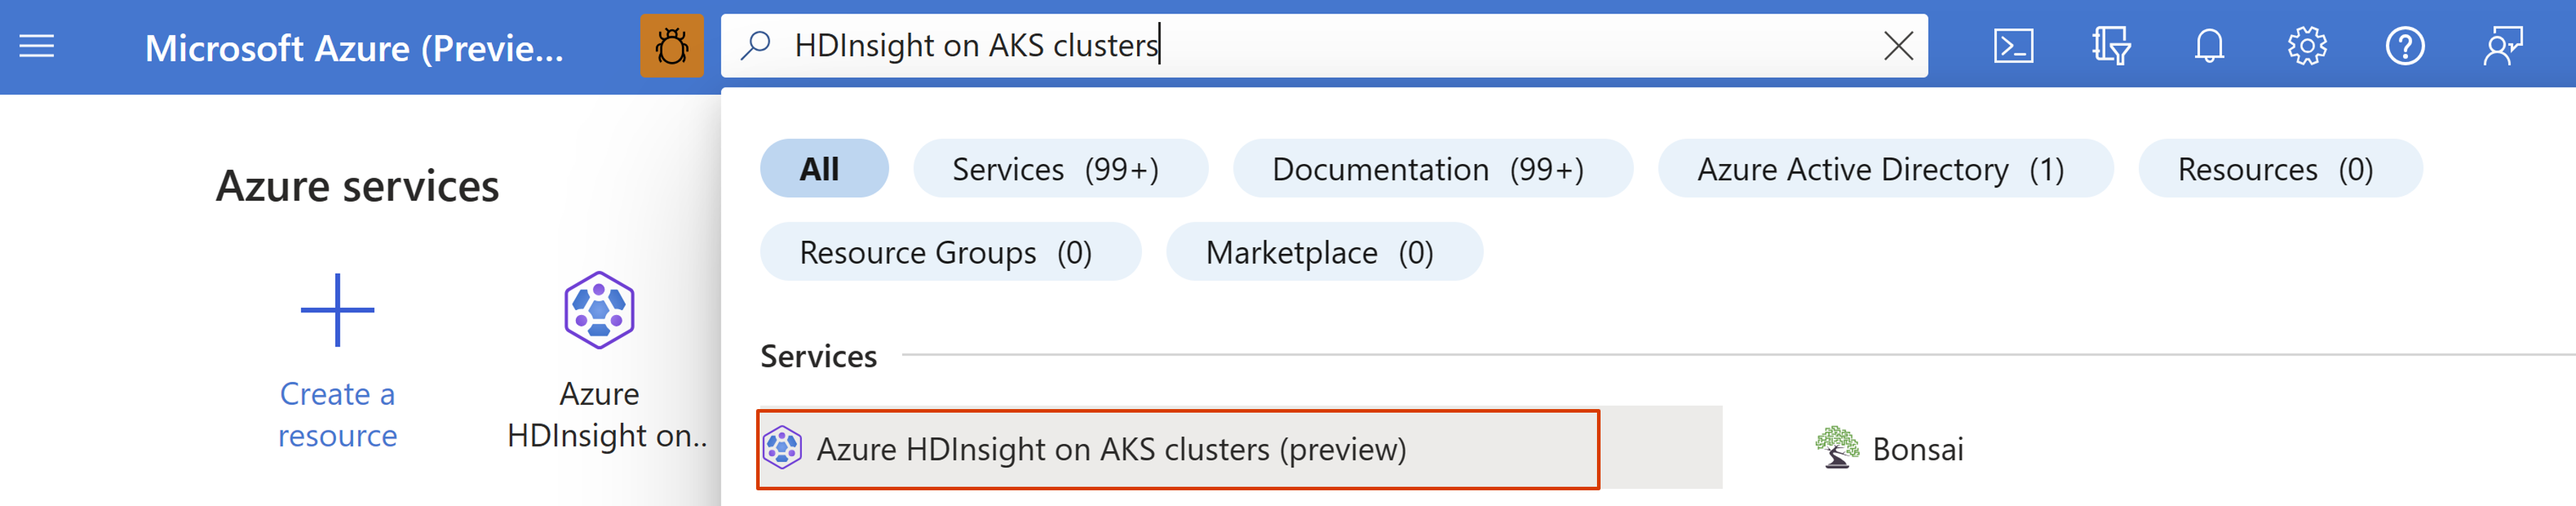 Microsoft Azure (Previe...
HDInsight on AKS clusters
All
Services (99+)
Documentation (99+)
Azure Active Directory (1)
Resources (0)
Resource Groups (0)
Marketplace (0)
Azure services
Create a
resource
Azure
HDInsight on..
Services
Azure HDInsight on AKS clusters (preview)
Bonsai